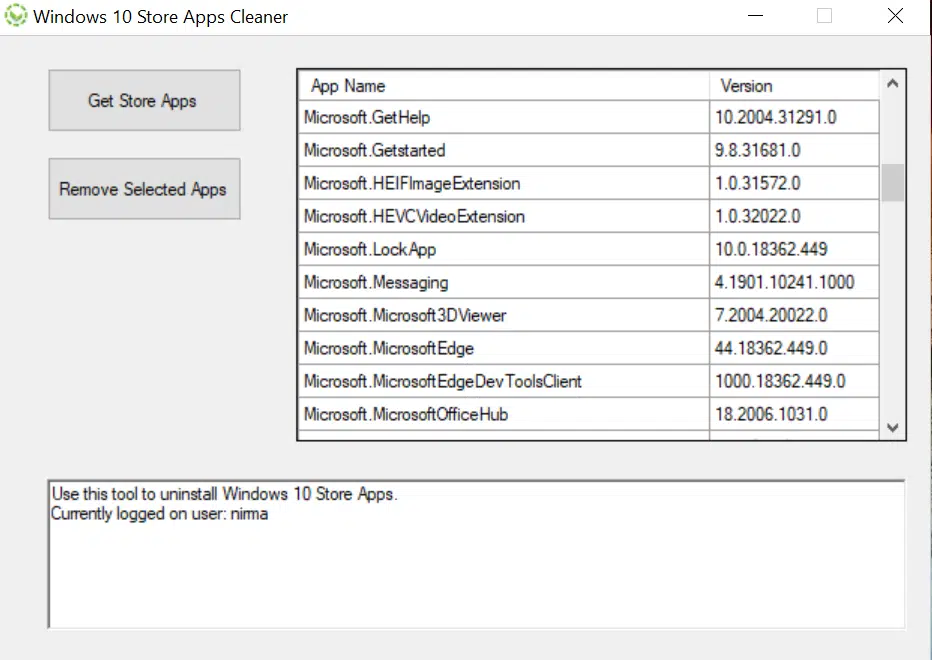 Windows 10 Store Apps Cleaner
Get Store Apps
Remove Selected Apps
App Name Version
Microsoft.GetHelp 10.2004.31291.0
Microsoft.Getstarted 9.8.31681.0
Microsoft.HEIFImageExtension 1.0.31572.0
Microsoft.HEVCVideoExtension 1.0.32022.0
Microsoft.LockApp 10.0.18362.449
Microsoft.Messaging 4.1901.10241.1000
Microsoft.Microsoft3DViewer 7.2004.20022.0
Microsoft.MicrosoftEdge 44.18362.449.0
Microsoft.MicrosoftEdgeDevToolsClient 1000.18362.449.0
Microsoft.MicrosoftOfficeHub 18.2006.1031.0
Use this tool to uninstall Windows 10 Store Apps.
Currently logged on user: nirma